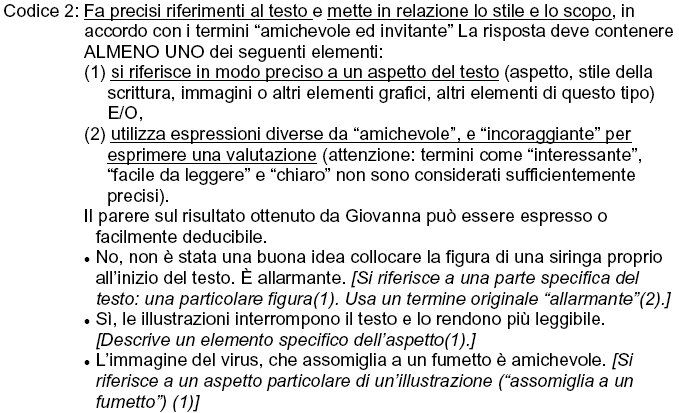 Codice 2: Fa precisi riferimenti al testo e mette in relazione lo stile e lo scopo, in
accordo con i termini “amichevole ed invitante” La risposta deve contenere
ALMENO UNO dei seguenti elementi:
(1) si riferisce in modo preciso a un aspetto del testo (aspetto, stile della
scrittura, immagini o altri elementi grafici, altri elementi di questo tipo)
E/O,
(2) utilizza espressioni diverse da “amichevole”, e “incoraggiante” per
esprimere una valutazione (attenzione: termini come “interessante”,
“facile da leggere” e “chiaro” non sono considerati sufficientemente
precisi).
Il parere sul risultato ottenuto da Giovanna può essere espresso o
facilmente deducibile.
• No, non è stata una buona idea collocare la figura di una siringa proprio
all’inizio del testo. È allarmante. [Si riferisce a una parte specifica del
testo: una particolare figura(1). Usa un termine originale “allarmante”(2).]
• Sì, le illustrazioni interrompono il testo e lo rendono più leggibile.
[Descrive un elemento specifico dell’aspetto(1).]
• L’immagine del virus, che assomiglia a un fumetto è amichevole. [Si
riferisce a un aspetto particolare di un’illustrazione (“assomiglia a un
fumetto”) (1)]